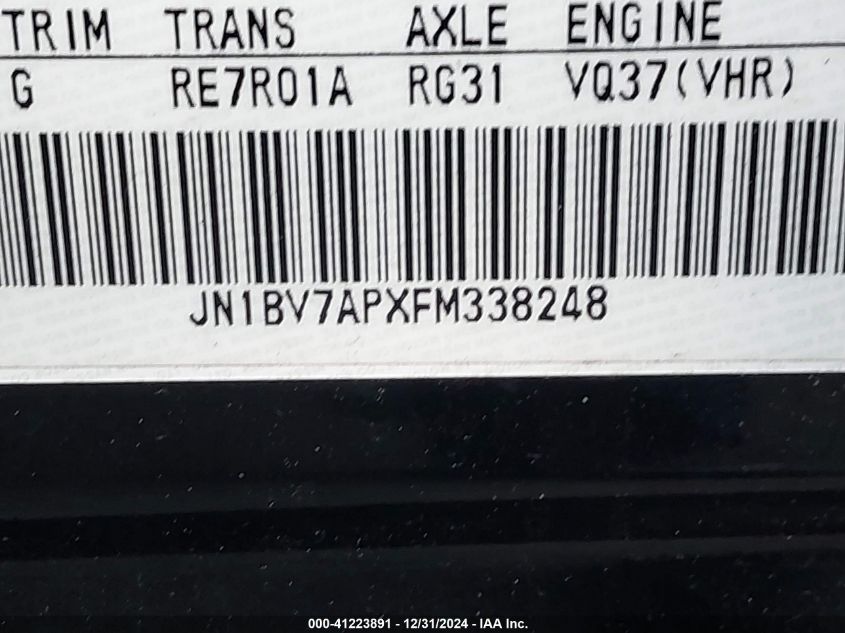 TRIM TRANS AXLE ENGINE
G RE7R01A RG31 VQ37(VHR)
JN1BV7APXFM338248
000-41223891 - 12/31/2024 - IAA Inc.